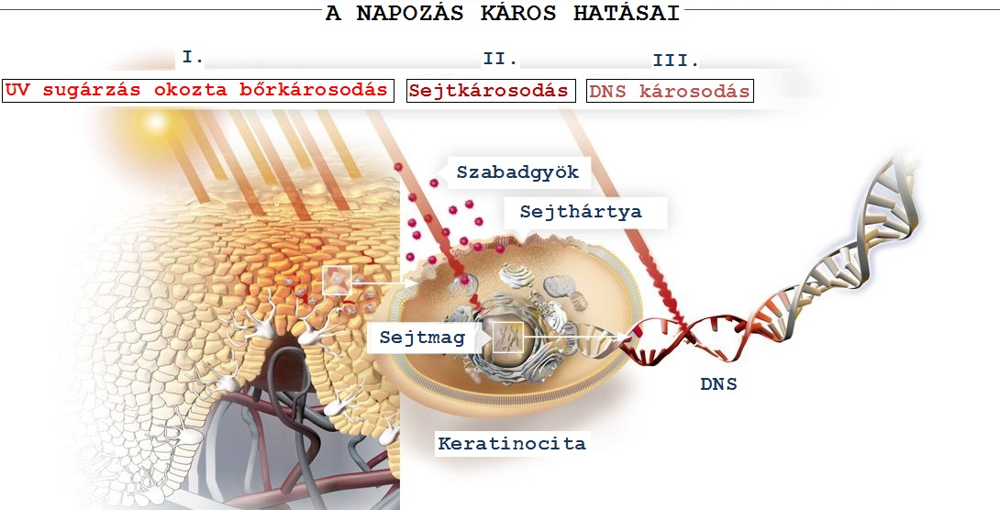 A NAPOZÁS KÁROS HATÁSAI
I.
II.
III.
UV sugárzás okozta bőrkárosodás
Sejtkárosodás
DNS károsodás
Szabadgyök
Sejthártya
Sejtmag
DNS
Keratinocita